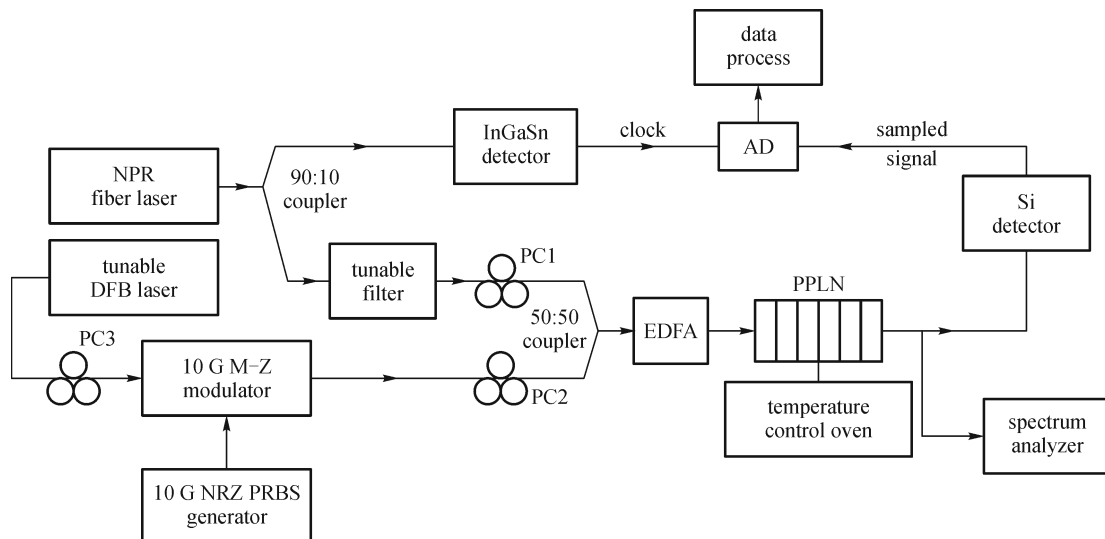 data
process
InGaSn
detector
clock
AD
sampled
signal
NPR
fiber laser
90:10
coupler
Si
detector
tunable
DFB laser
tunable
filter
PC1
PPLN
50:50
coupler
EDFA
PC3
10 G M−Z
modulator
PC2
temperature
control oven
spectrum
analyzer
10 G NRZ PRBS
generator